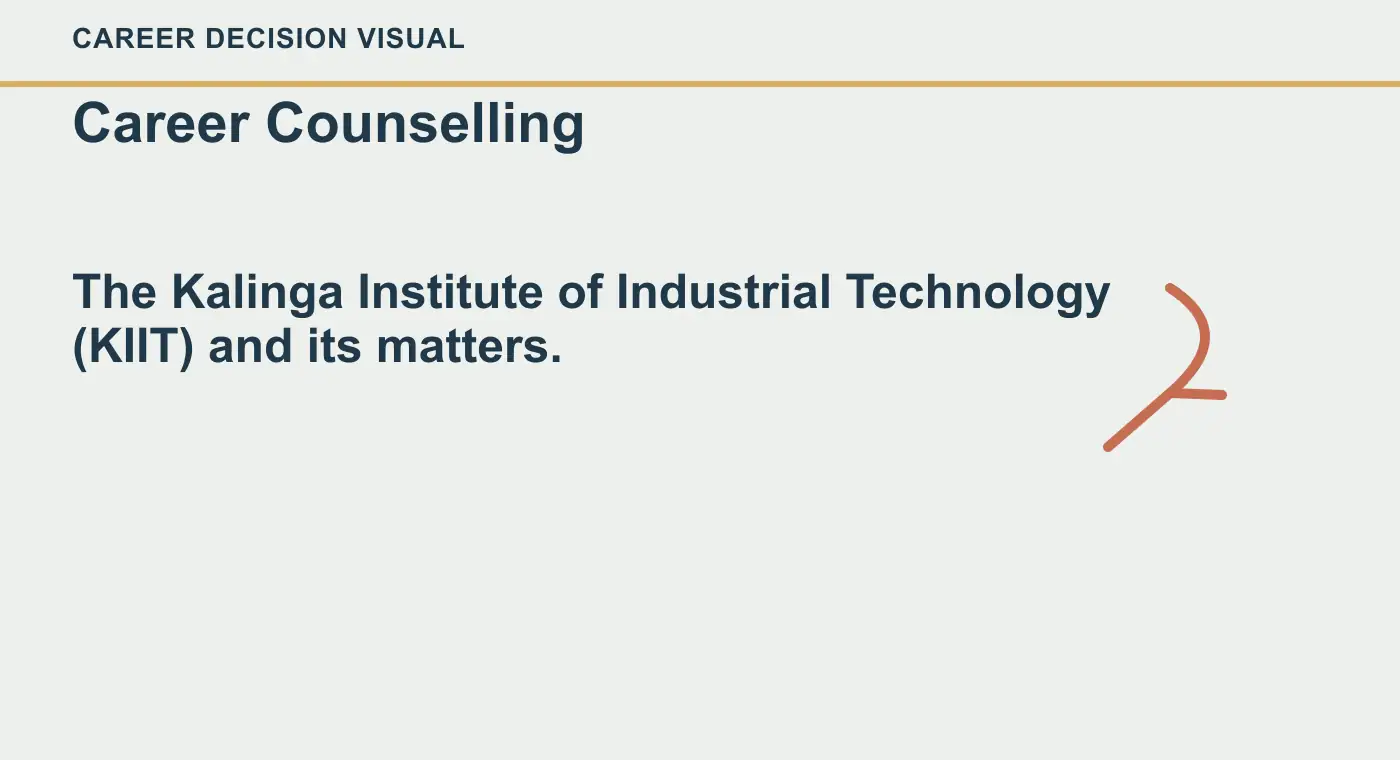 CAREER DECISION VISUAL
Career Counselling
The Kalinga Institute of Industrial Technology
(KIIT) and its matters.